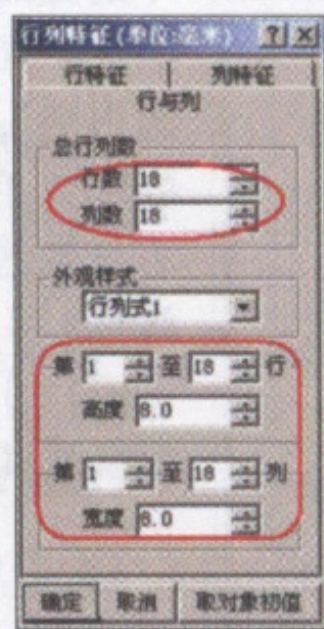 行列特征(单位:毫米) ? ×
行特征 列特征
行与列
总行列数
行数 18
列数 18
外观样式
行列式1
第 1 至 18 行
高度 8.0
第 1 至 18 列
宽度 8.0
确定 取消 取对象初值